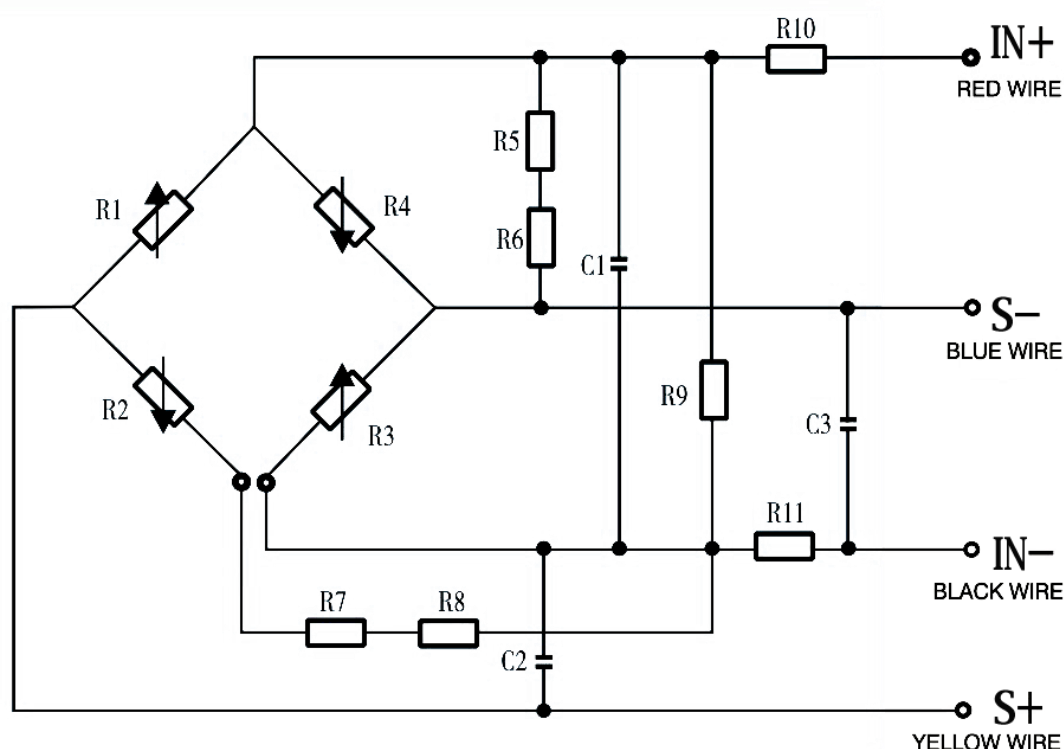 R10
IN+
RED WIRE
R5
R1
R4
R6
C1
S−
BLUE WIRE
R9
R2
R3
C3
R11
IN−
BLACK WIRE
R7
R8
C2
S+
YELLOW WIRE